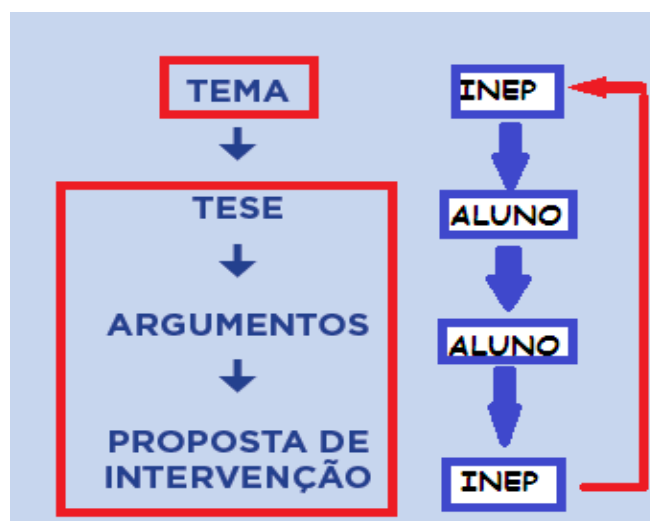 TEMA
INEP
TESE
ALUNO
ARGUMENTOS
ALUNO
PROPOSTA DE
INTERVENÇÃO
INEP